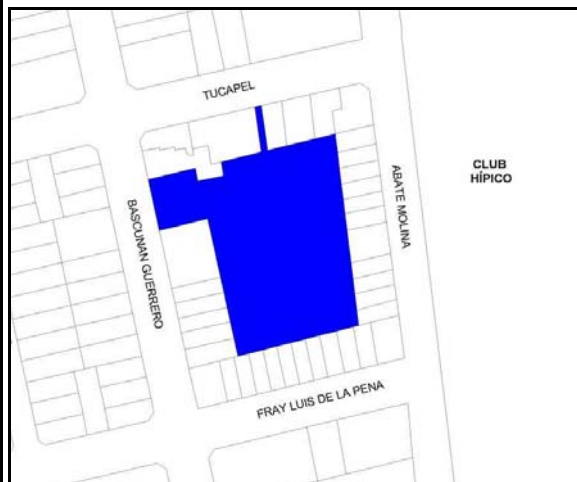 TUCAPEL
CLUB
HÍPICO
ABATE MOLINA
BASCUNAN GUERRERO
FRAY LUIS DE LA PENA